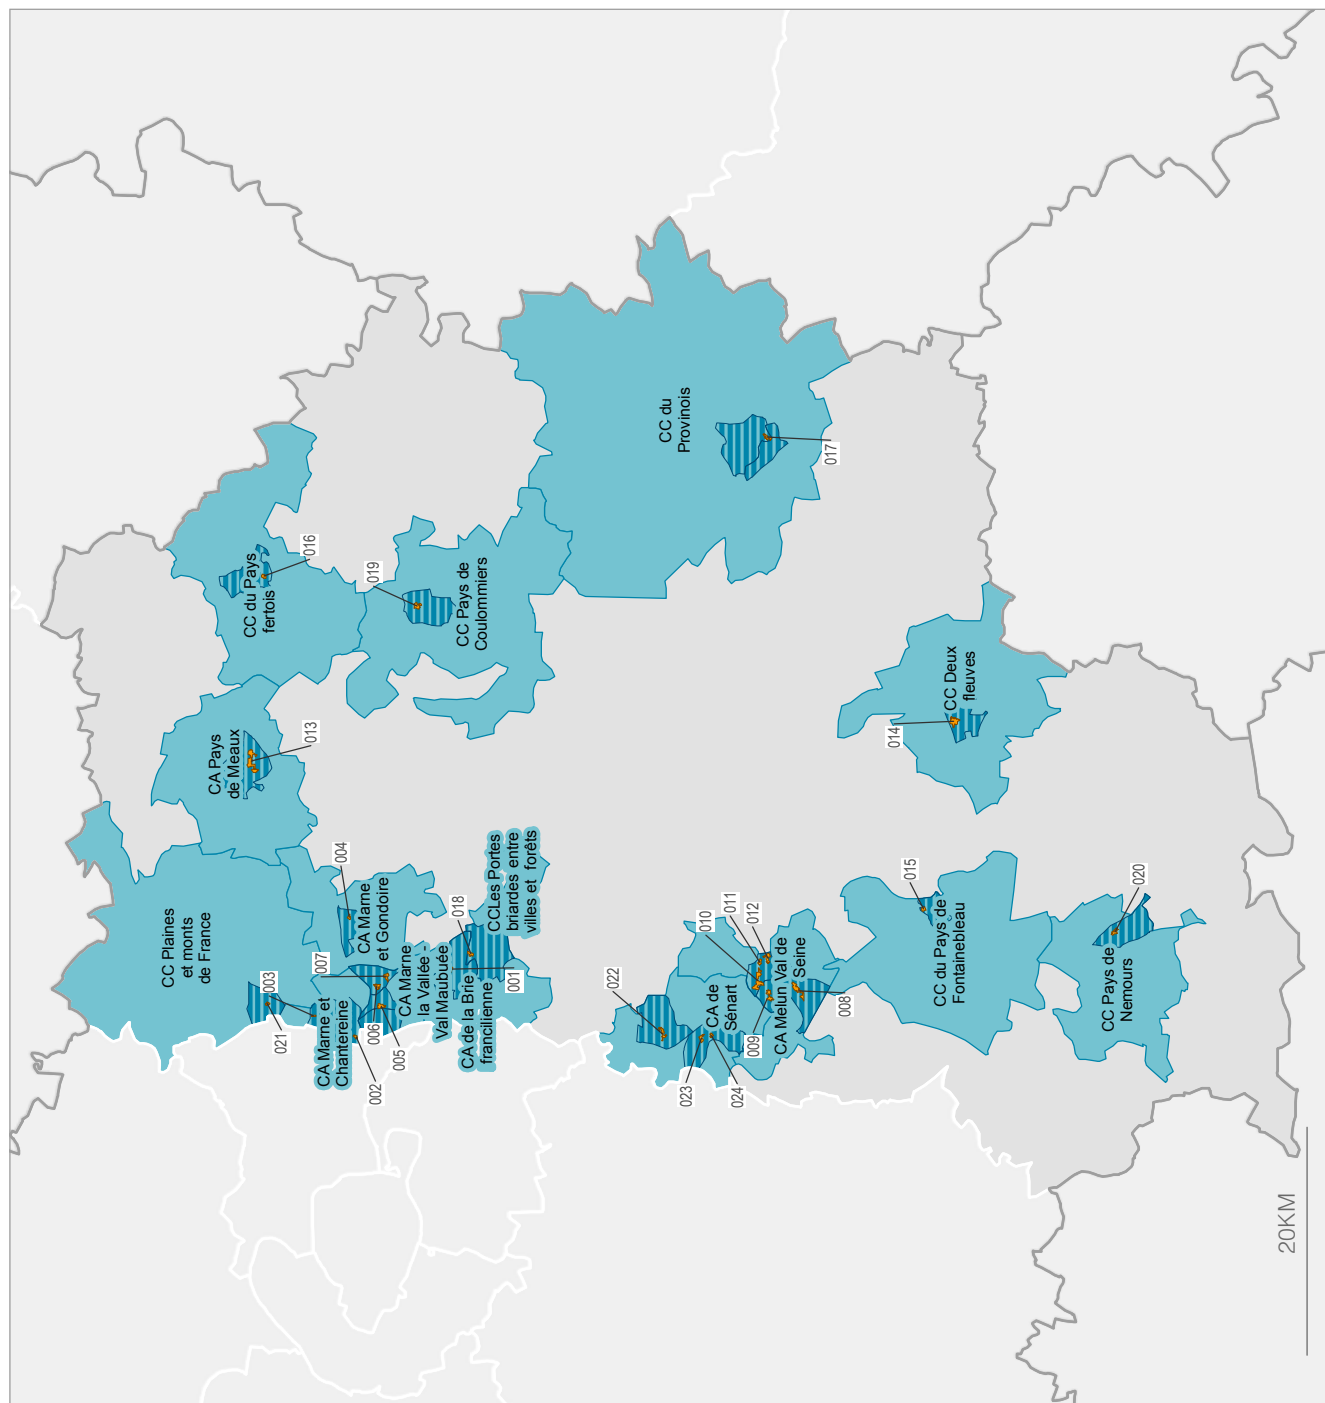 CC Plaines
et monts
de France
CA Pays
de Meaux
013
CC du Pays
fertois
016
019
CC Pays de
Coulommiers
CC du
Provinois
017
021
003
CA Marne et
Chantereine
002
007
004
CA Marne
et Gondoire
006
005
CA Marne
la Vallée -
Val Maubuée
018
CA de la Brie
francilienne
001
CCLes Portes
briardes entre
villes et forêts
022
023
024
CA de
Sénart
010
011
012
009
CA Melun Val de
Seine
008
014
CC Deux
fleuves
015
CC du Pays de
Fontainebleau
CC Pays de
Nemours
020
20KM